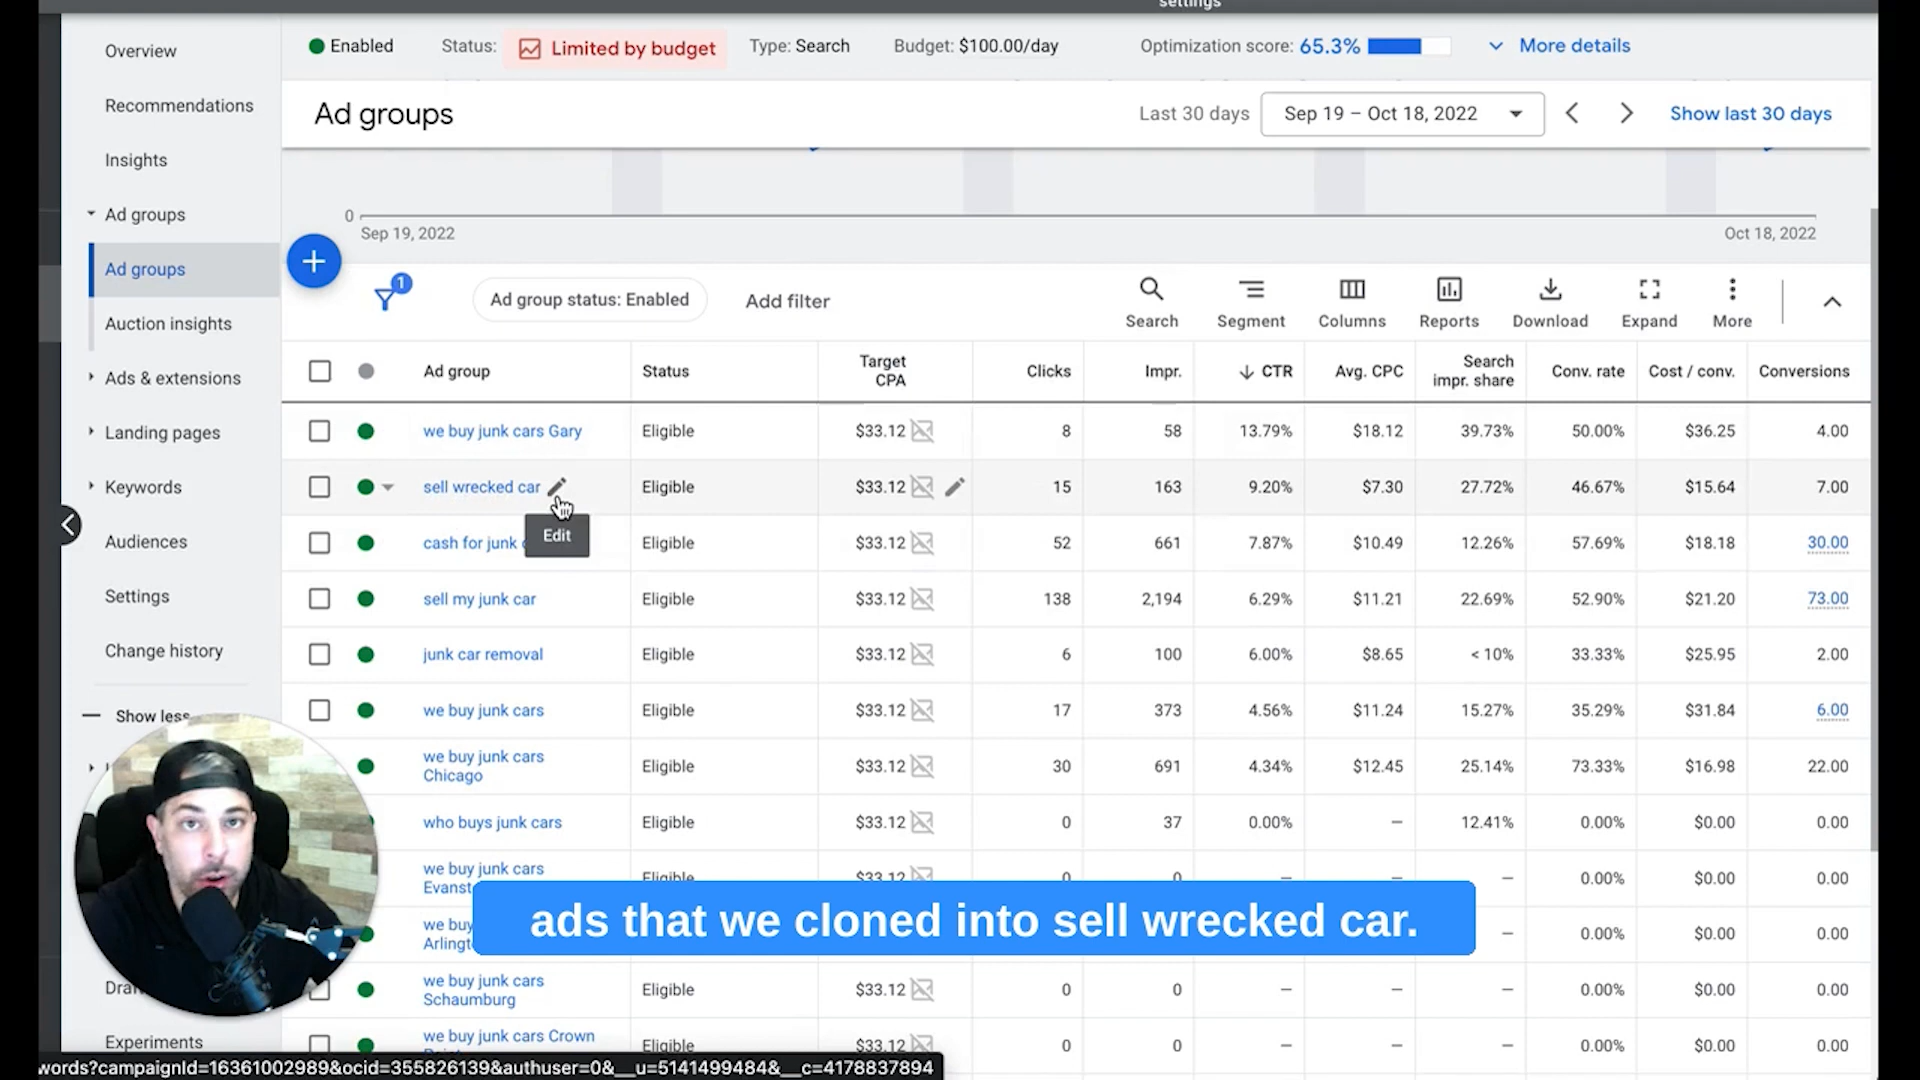 settings
Overview
Recommendations
Insights
Ad groups
Ad groups
Auction insights
Ads & extensions
Landing pages
Keywords
Audiences
Settings
Change history
Show less
Experiments
Enabled
Status: Limited by budget
Type: Search
Budget: $100.00/day
Optimization score: 65.3%
More details
Ad groups
Last 30 days
Sep 19 – Oct 18, 2022
Show last 30 days
0
Sep 19, 2022
Oct 18, 2022
1
Ad group status: Enabled
Add filter
Search
Segment
Columns
Reports
Download
Expand
More
Ad group Status Target CPA Clicks Impr. CTR Avg. CPC Search impr. share Conv. rate Cost / conv. Conversions
we buy junk cars Gary Eligible $33.12 8 58 13.79% $18.12 39.73% 50.00% $36.25 4.00
sell wrecked car Eligible $33.12 15 163 9.20% $7.30 27.72% 46.67% $15.64 7.00
Edit
cash for junk Eligible $33.12 52 661 7.87% $10.49 12.26% 57.69% $18.18 30.00
sell my junk car Eligible $33.12 138 2,194 6.29% $11.21 22.69% 52.90% $21.20 73.00
junk car removal Eligible $33.12 6 100 6.00% $8.65 < 10% 33.33% $25.95 2.00
we buy junk cars Eligible $33.12 17 373 4.56% $11.24 15.27% 35.29% $31.84 6.00
we buy junk cars Chicago Eligible $33.12 30 691 4.34% $12.45 25.14% 73.33% $16.98 22.00
who buys junk cars Eligible $33.12 0 37 0.00% – 12.41% 0.00% $0.00 0.00
we buy junk cars Eligible $33.12 0 0 – – – 0.00% $0.00 0.00
we buy – 0.00% $0.00 0.00
we buy junk cars Schaumburg Eligible $33.12 0 0 – – – 0.00% $0.00 0.00
we buy junk cars Crown Eligible $33.12 0 0 – – – 0.00% $0.00 0.00
ads that we cloned into sell wrecked car.
words?campaignId=16361002989&ocid=355826139&authuser=0&__u=5141499484&__c=4178837894